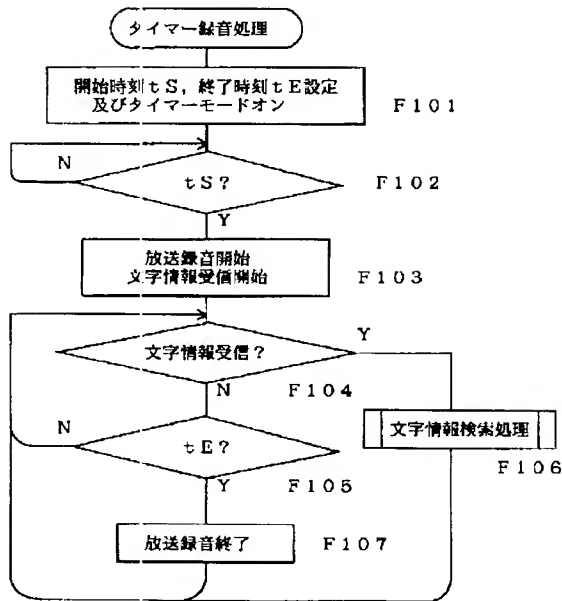 タイマー録音処理
開始時刻tS，終了時刻tE設定
及びタイマーモードオン
F101
N
tS?
F102
Y
放送録音開始
文字情報受信開始
F103
Y
文字情報受信?
N
F104
文字情報検索処理
F106
N
tE?
Y
F105
放送録音終了
F107